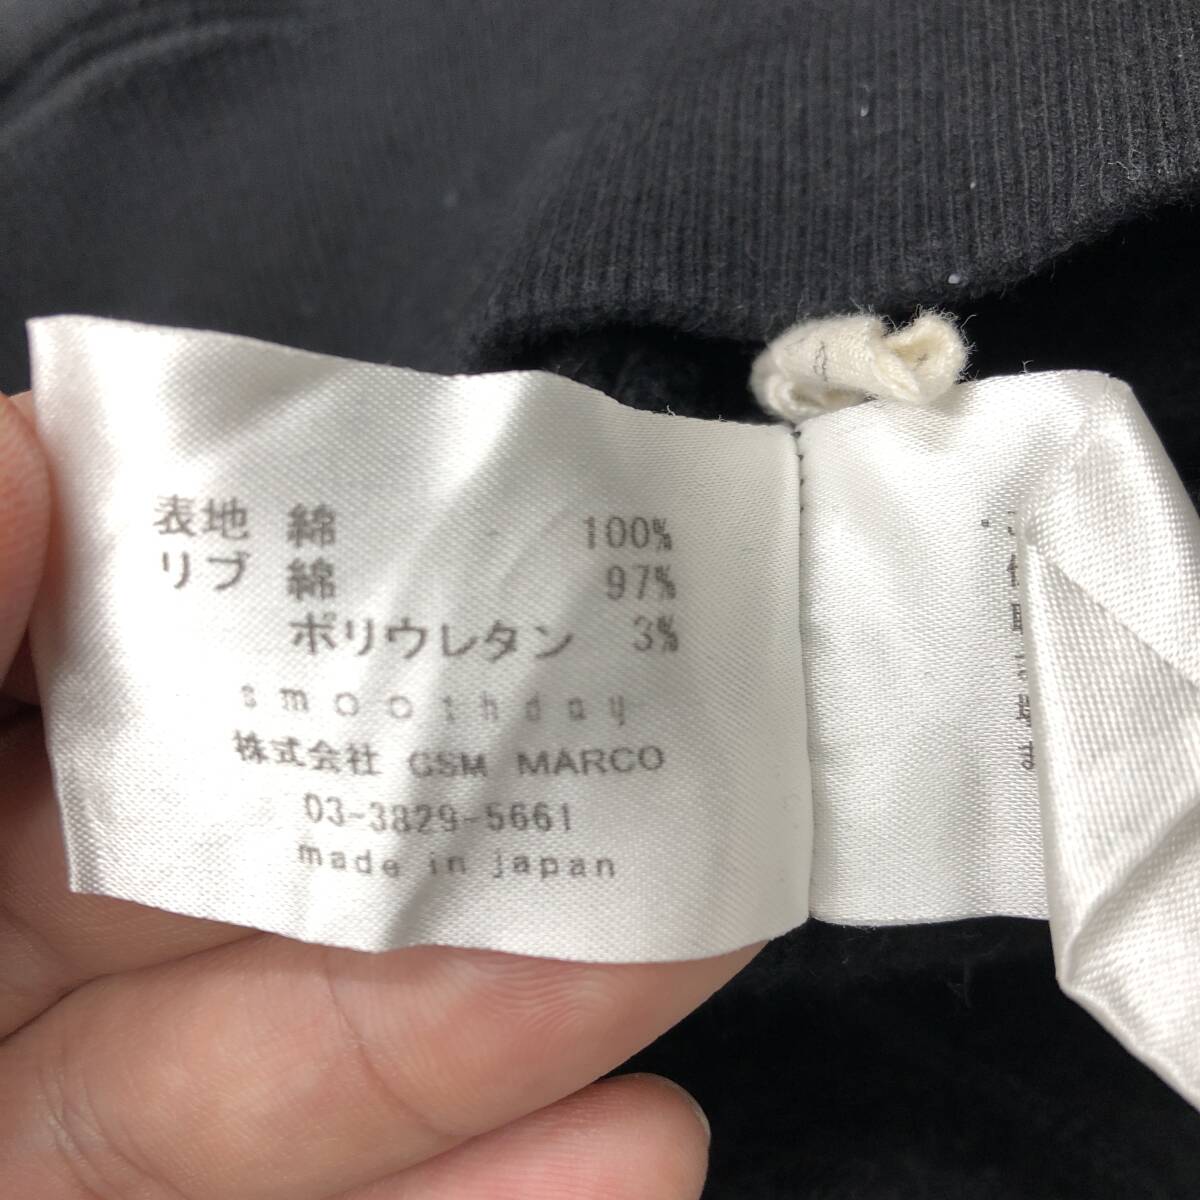 表地 綿 100%
リブ 綿 97%
ポリウレタン 3%
smoothday
株式会社 GSM MARCO
03-3829-5661
made in japan